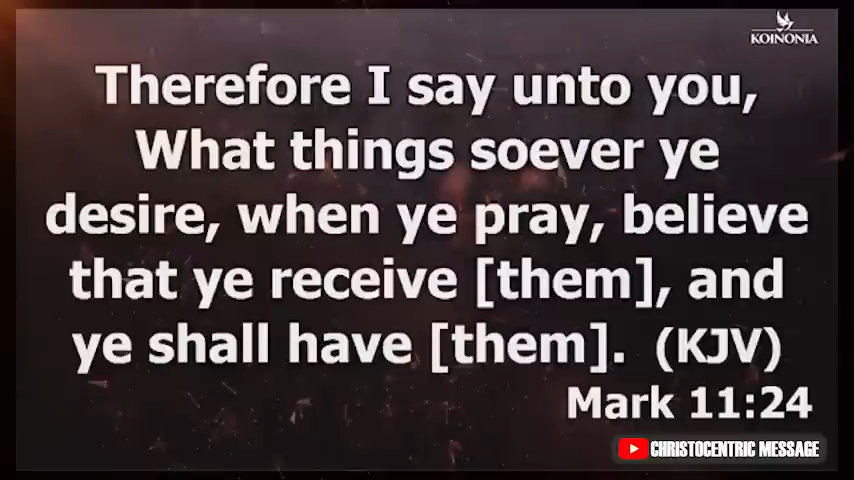 KOINONIA
Therefore I say unto you,
What things soever ye
desire, when ye pray, believe
that ye receive [them], and
ye shall have [them]. (KJV)
Mark 11:24
CHRISTOCENTRIC MESSAGE